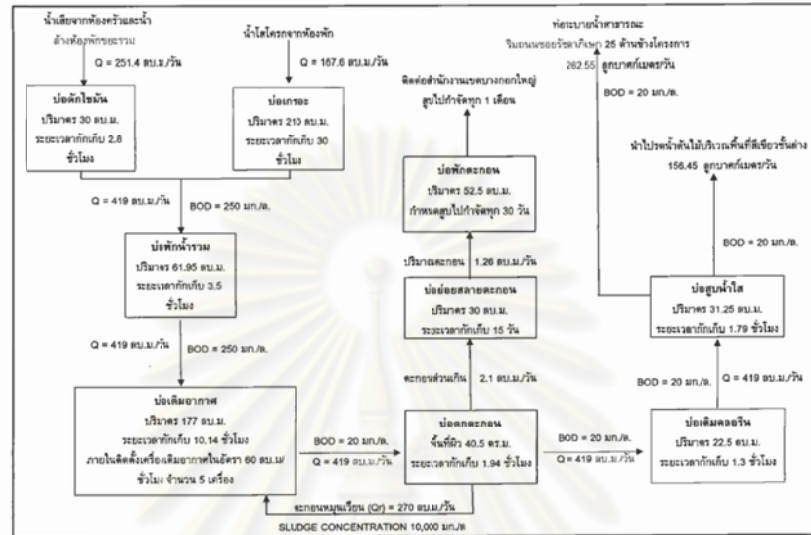 น้ำเสียจากห้องครัวและน้ำ
ล้างห้องพักขยะรวม
Q = 251.4 ลบ.ม./วัน
น้ำโสโครกจากห้องพัก
Q = 167.6 ลบ.ม./วัน
บ่อดักไขมัน
ปริมาตร 30 ลบ.ม.
ระยะเวลากักเก็บ 2.8
ชั่วโมง
บ่อเกรอะ
ปริมาตร 210 ลบ.ม.
ระยะเวลากักเก็บ 30
ชั่วโมง
Q = 419 ลบ.ม./วัน
BOD = 250 มก./ล.
บ่อพักน้ำรวม
ปริมาตร 61.95 ลบ.ม.
ระยะเวลากักเก็บ 3.5
ชั่วโมง
Q = 419 ลบ.ม./วัน
BOD = 250 มก./ล.
บ่อเติมอากาศ
ปริมาตร 177 ลบ.ม.
ระยะเวลากักเก็บ 10.14 ชั่วโมง
ภายในติดตั้งเครื่องเติมอากาศในอัตรา 60 ลบ.ม/
ชั่วโมง จำนวน 5 เครื่อง
BOD = 20 มก./ล.
Q = 419 ลบ.ม./วัน
ตะกอนหมุนเวียน (Qr) = 270 ลบ.ม./วัน
SLUDGE CONCENTRATION 10,000 มก./ล
ติดต่อสำนักงานเขตบางกอกใหญ่
สูบไปกำจัดทุก 1 เดือน
บ่อพักตะกอน
ปริมาตร 52.5 ลบ.ม.
กำหนดสูบไปกำจัดทุก 30 วัน
ปริมาณตะกอน 1.26 ลบ.ม./วัน
บ่อย่อยสลายตะกอน
ปริมาตร 30 ลบ.ม.
ระยะเวลากักเก็บ 15 วัน
ตะกอนส่วนเกิน 2.1 ลบ.ม./วัน
บ่อตกตะกอน
พื้นที่ผิว 40.5 ตร.ม.
ระยะเวลากักเก็บ 1.94 ชั่วโมง
BOD = 20 มก./ล.
Q = 419 ลบ.ม./วัน
ท่อระบายน้ำสาธารณะ
ริมถนนซอยรัชดาภิเษก 25 ด้านข้างโครงการ
262.55 ลูกบาศก์เมตร/วัน
BOD = 20 มก./ล.
นำไปรดน้ำต้นไม้บริเวณพื้นที่สีเขียวชั้นล่าง
156.45 ลูกบาศก์เมตร/วัน
BOD = 20 มก./ล.
บ่อสูบน้ำใส
ปริมาตร 31.25 ลบ.ม.
ระยะเวลากักเก็บ 1.79 ชั่วโมง
BOD = 20 มก./ล.
Q = 419 ลบ.ม./วัน
บ่อเติมคลอรีน
ปริมาตร 22.5 ลบ.ม.
ระยะเวลากักเก็บ 1.3 ชั่วโมง